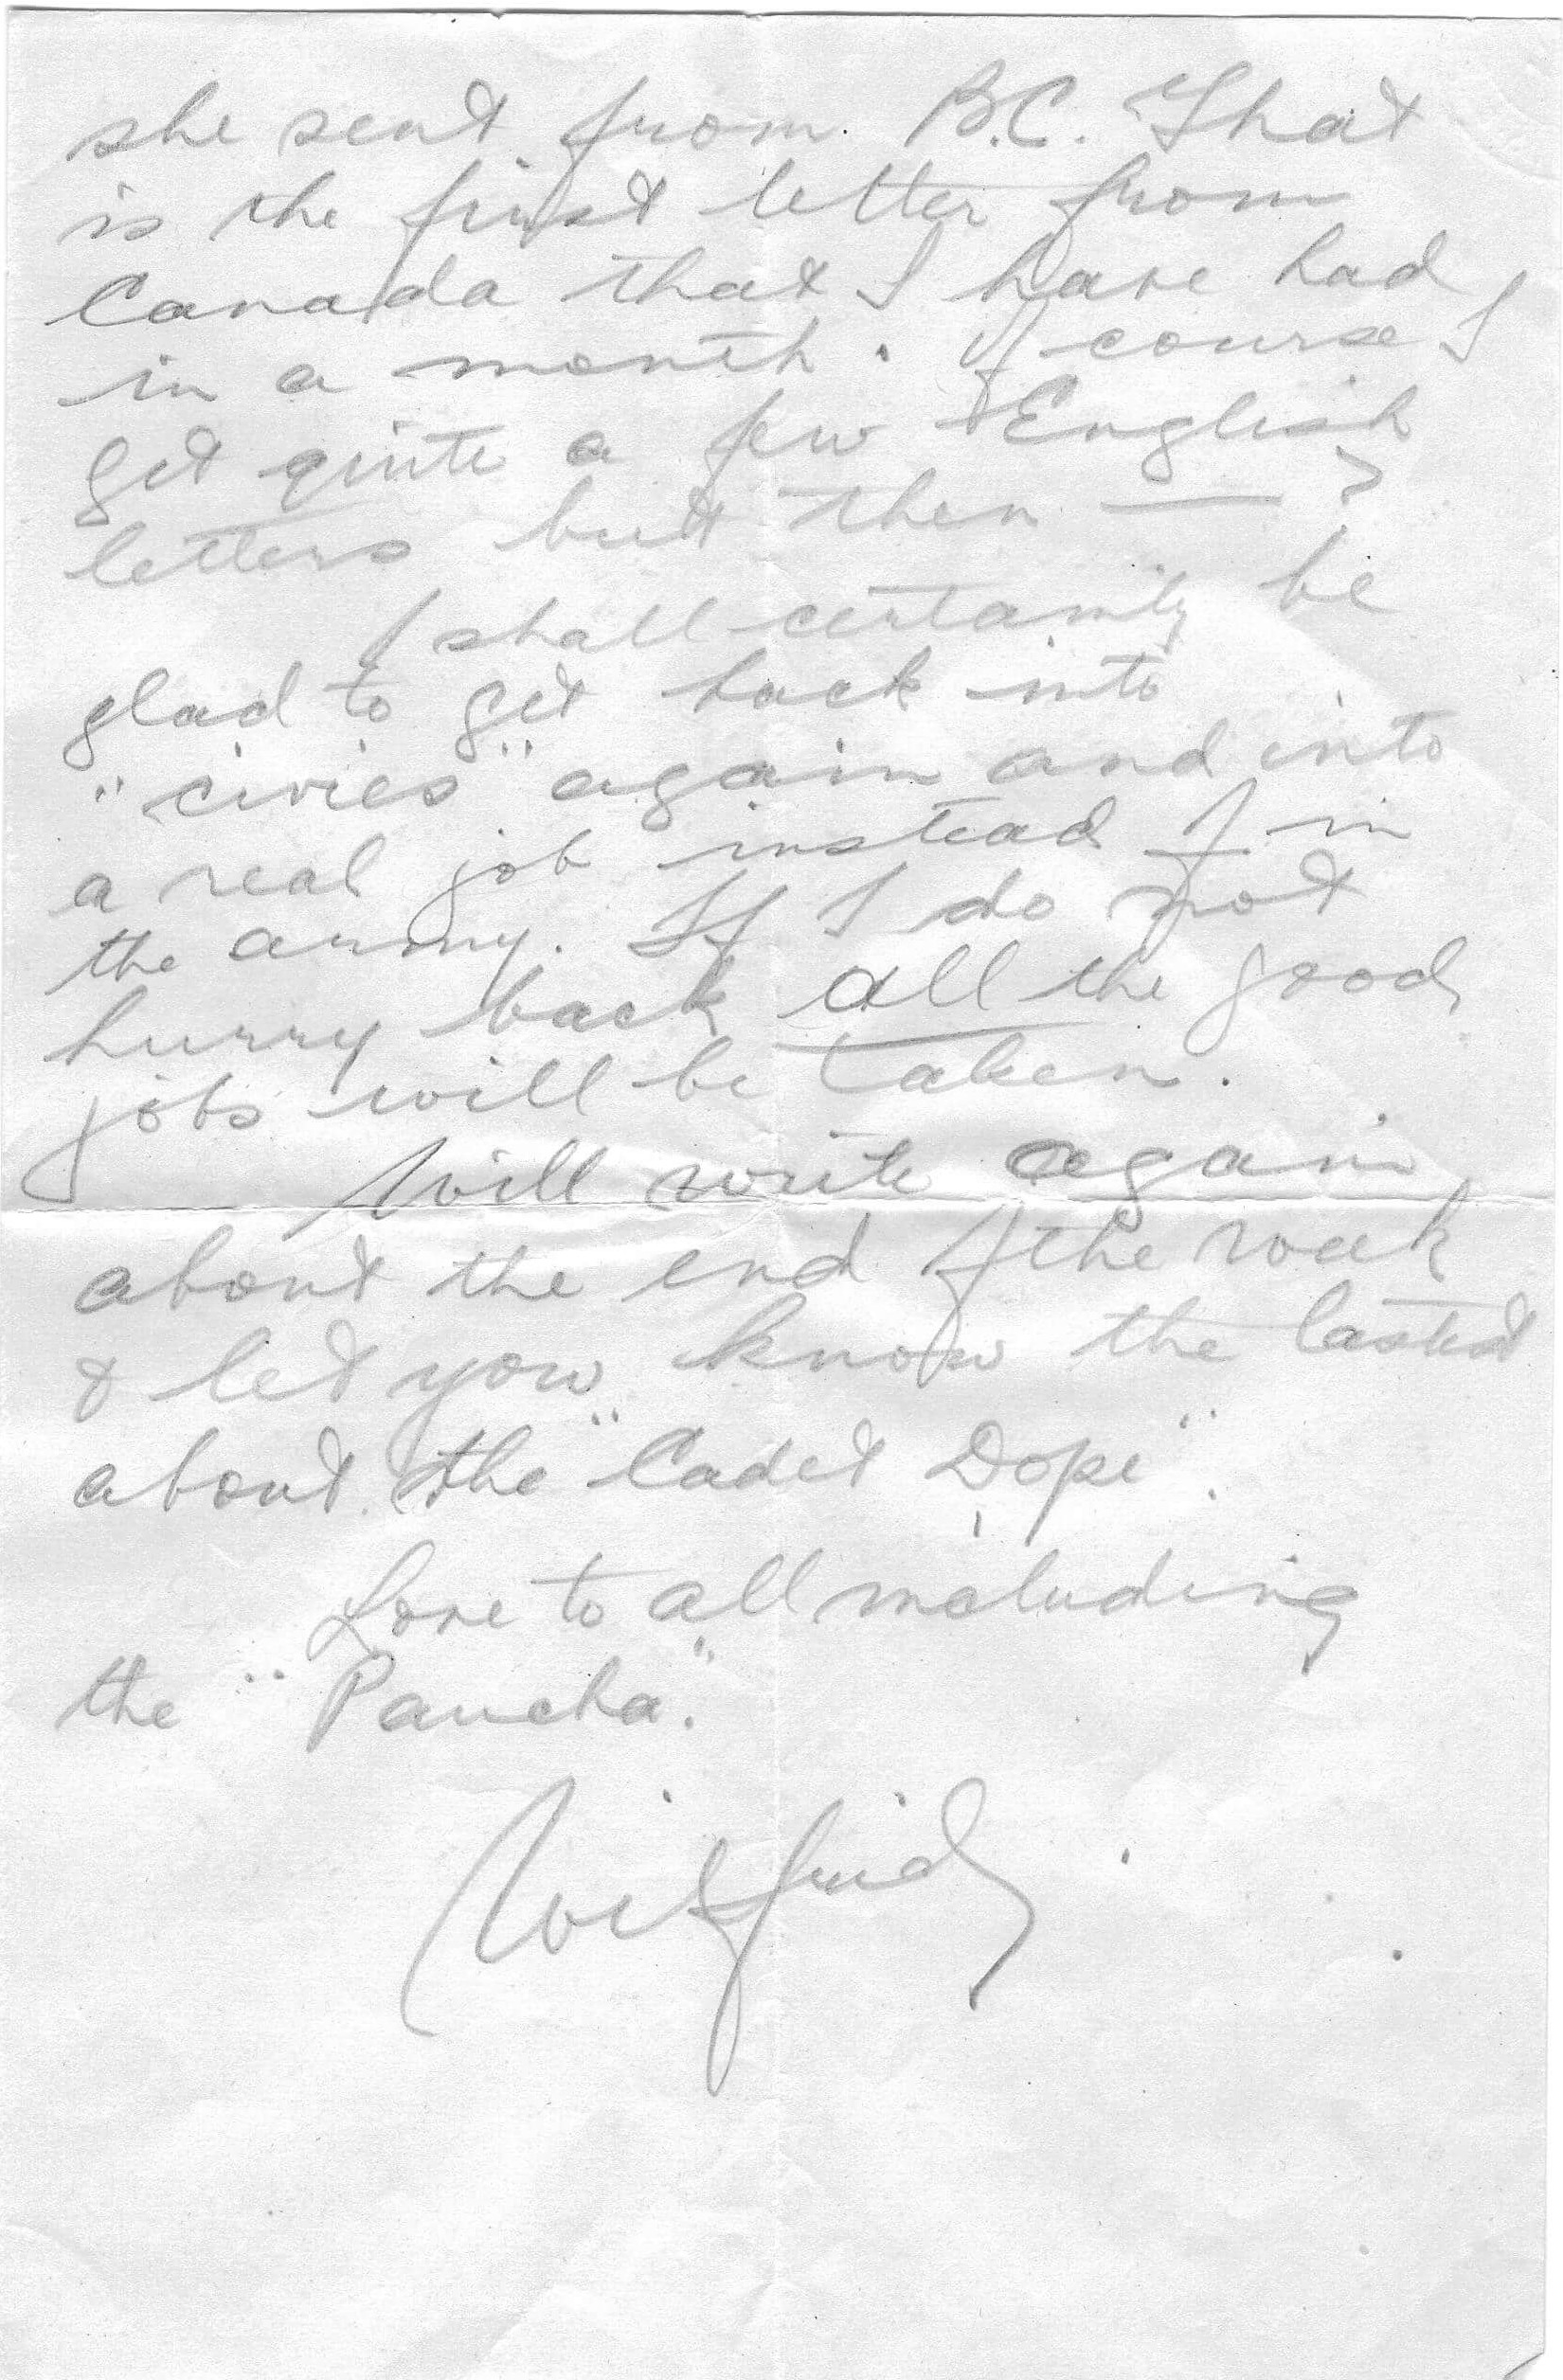 she sent from B.C. That
is the first letter from
Canada that I have had
in a month. Of course I
get quite a few English
letters but then — ?
I shall certainly be
glad to get back into
"civies" again and into
a real job instead of in
the army. If I do not
hurry back all the good
jobs will be taken.
Will write again
about the end of the week
& let you know the lastest
about the "Cadet Dope".
Love to all including
the "Paucha."
Wilfrid